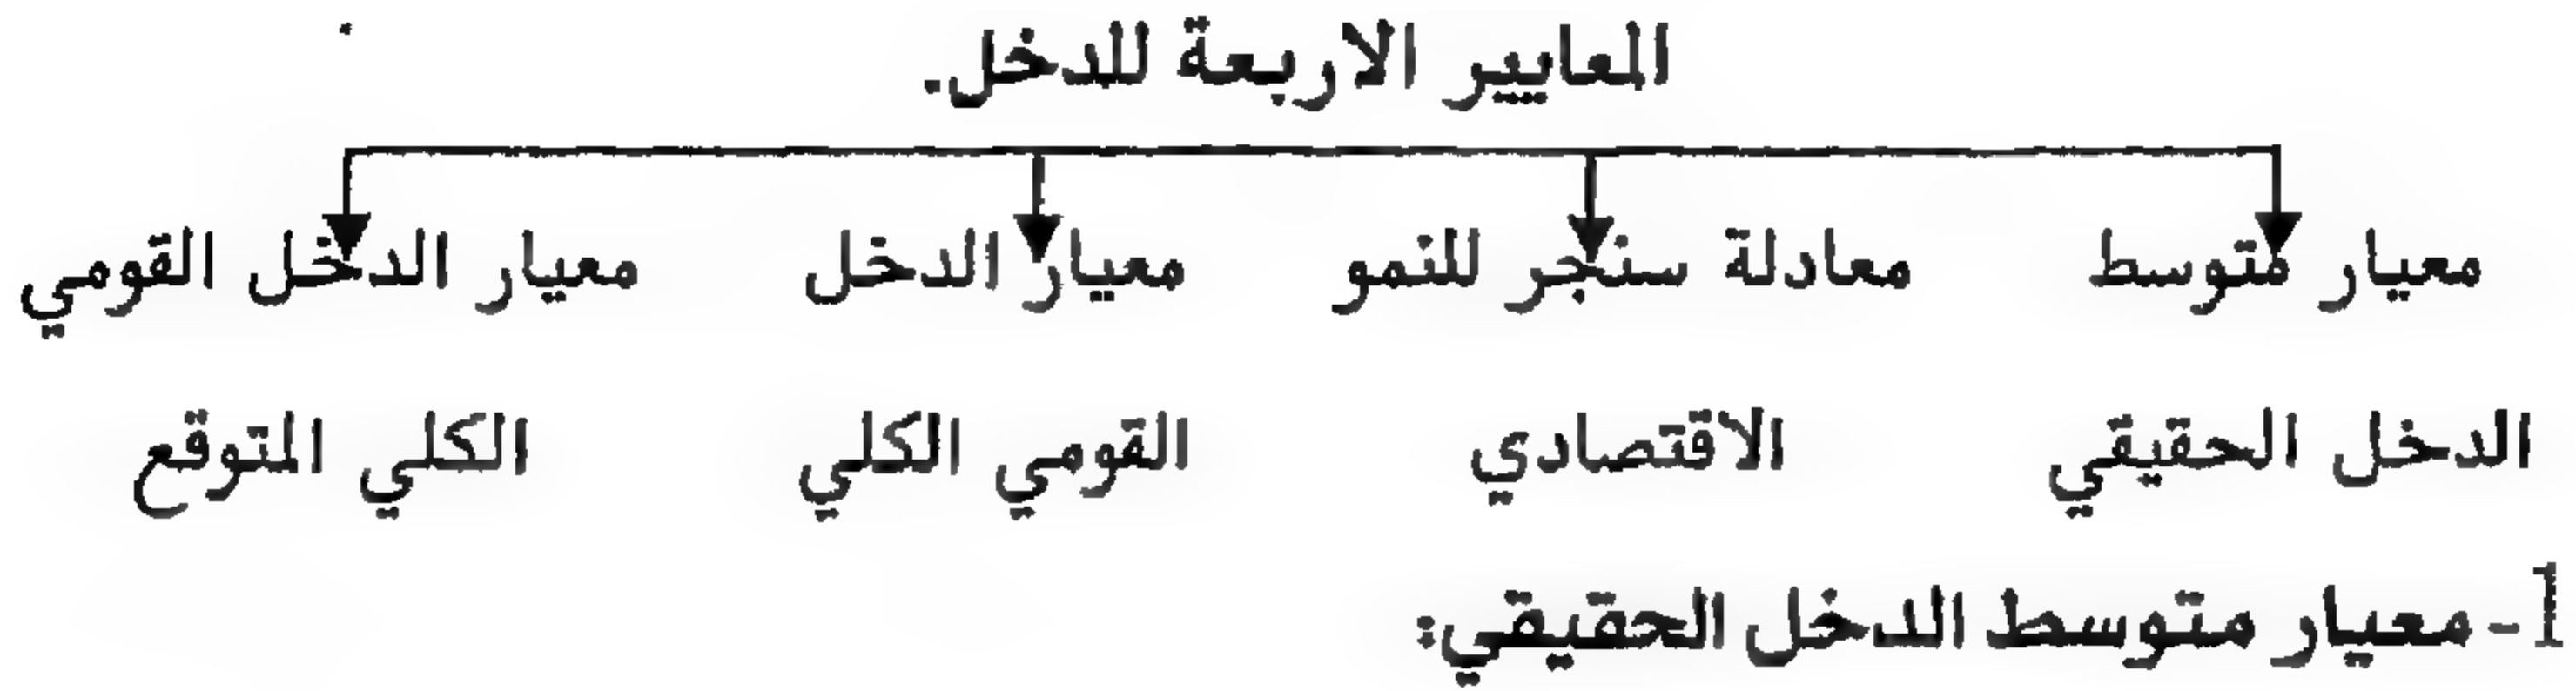 المعايير الاربعة للدخل.
معيار متوسط
الدخل الحقيقي
معادلة سنجر للنمو
الاقتصادي
معيار الدخل
القومي الكلي
معيار الدخل القومي
الكلي المتوقع
1- معيار متوسط الدخل الحقيقي: